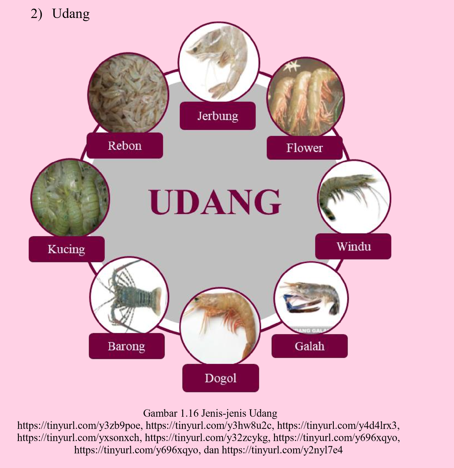 2) Udang
Jerbung
Rebon
Flower
UDANG
Kucing
Windu
Barong
Galah
Dogol
Gambar 1.16 Jenis-jenis Udang
https://tinyurl.com/y3zb9poe, https://tinyurl.com/y3hw8u2c, https://tinyurl.com/y4d4lrx3,
https://tinyurl.com/yxsonxch, https://tinyurl.com/y32zcykg, https://tinyurl.com/y696xqyo,
https://tinyurl.com/y696xqyo, dan https://tinyurl.com/y2nyl7e4